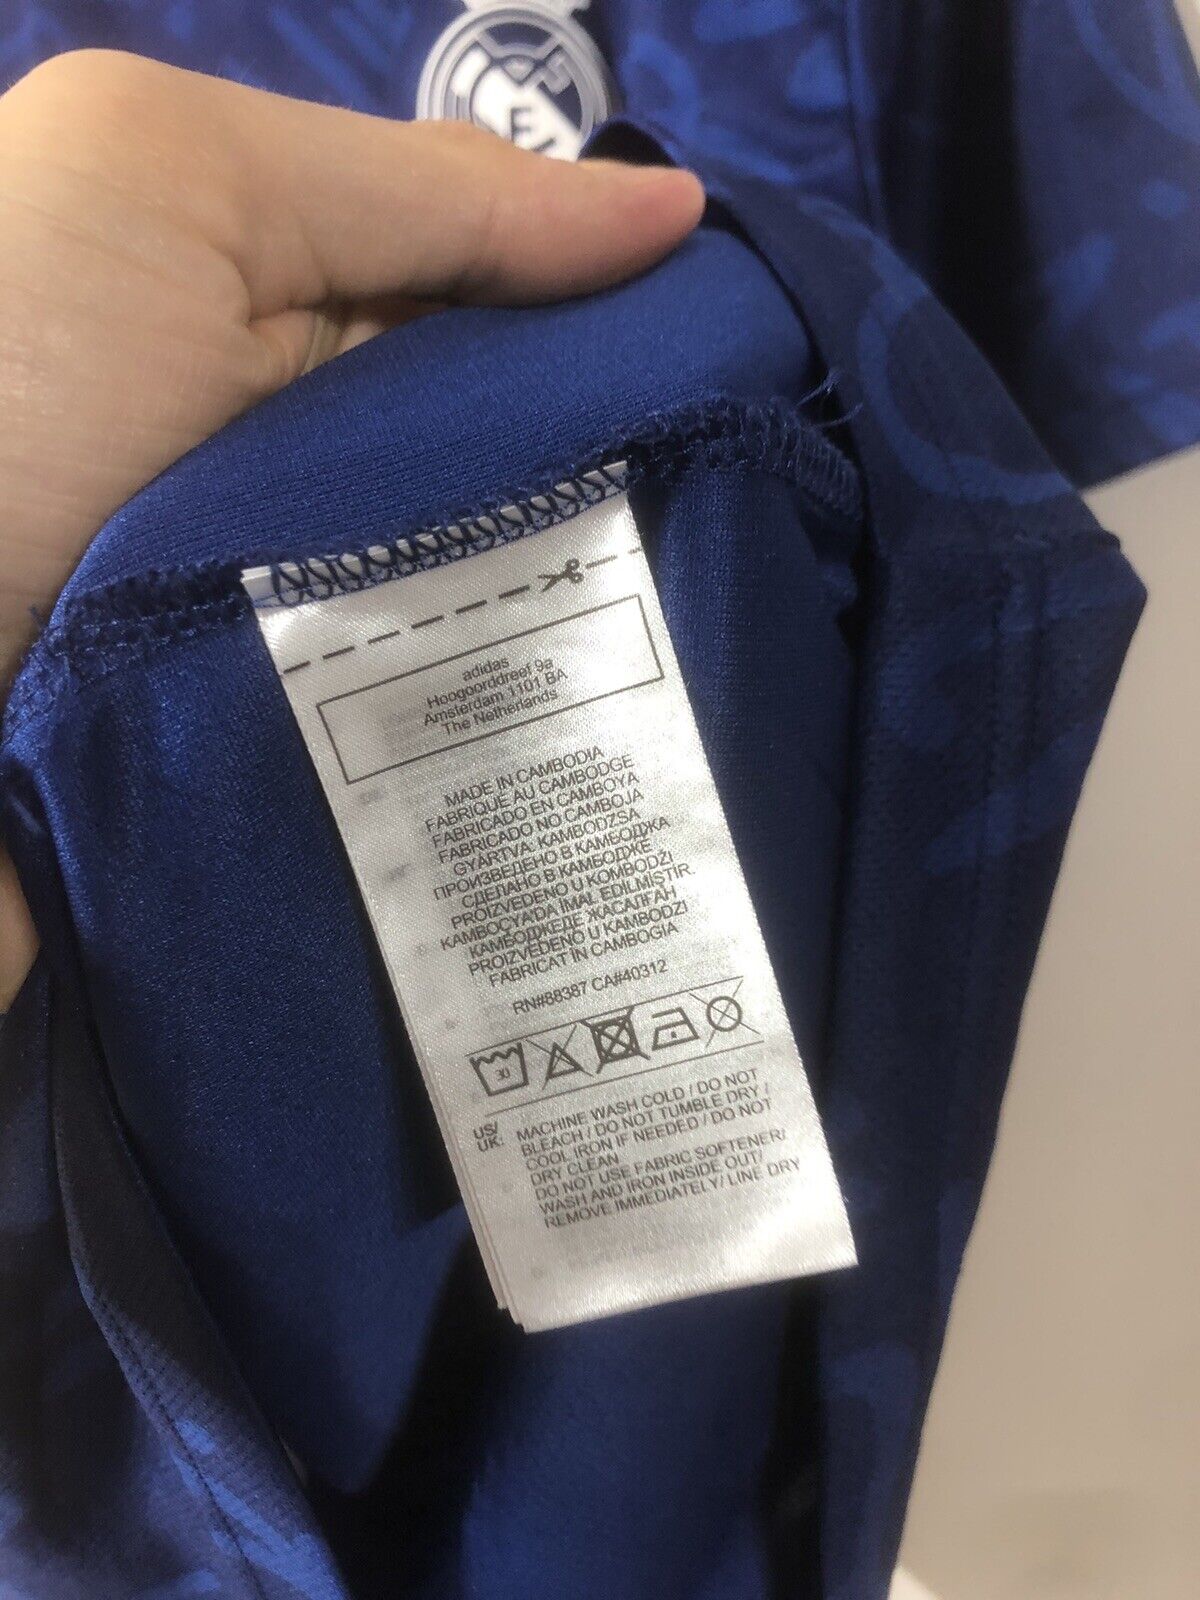 adidas
Hoogoorddreef 9a
Amsterdam 1101 BA
The Netherlands
MADE IN CAMBODIA
FABRIQUE AU CAMBODGE
FABRICADO EN CAMBOYA
FABRICADO NO CAMBOJA
GYÁRTVA: KAMBODZSA
ПРОИЗВЕДЕНО В КАМБОДЖА
СДЕЛАНО В КАМБОДЖЕ
PROIZVEDENO U KOMBODŽI
KAMBOÇYA'DA İMAL EDİLMİŞTİR.
КАМБОДЖЕДЕ ЖАСАЛҒАН
PROIZVEDENO U KAMBODZI
FABRICAT ÎN CAMBOGIA
RN#88387 CA#40312
US/
UK:
MACHINE WASH COLD / DO NOT
BLEACH / DO NOT TUMBLE DRY /
COOL IRON IF NEEDED / DO NOT
DRY CLEAN
DO NOT USE FABRIC SOFTENER/
WASH AND IRON INSIDE OUT/
REMOVE IMMEDIATELY/ LINE DRY